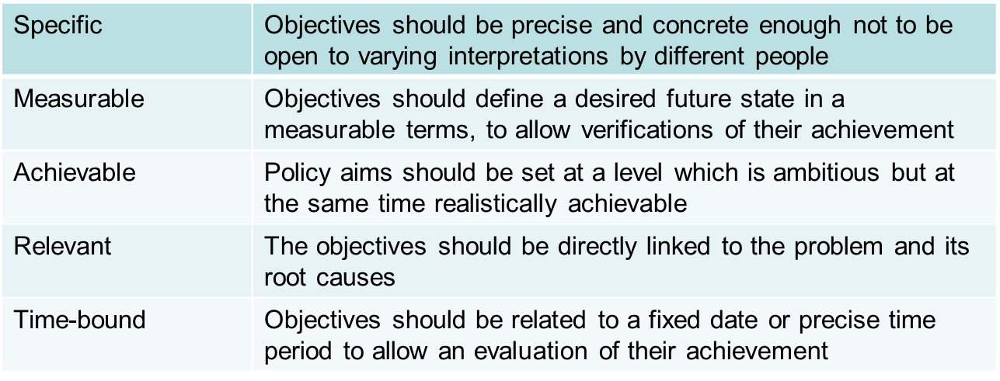 Specific
Objectives should be precise and concrete enough not to be
open to varying interpretations by different people
Measurable
Objectives should define a desired future state in a
measurable terms, to allow verifications of their achievement
Achievable
Policy aims should be set at a level which is ambitious but at
the same time realistically achievable
Relevant
The objectives should be directly linked to the problem and its
root causes
Time-bound
Objectives should be related to a fixed date or precise time
period to allow an evaluation of their achievement